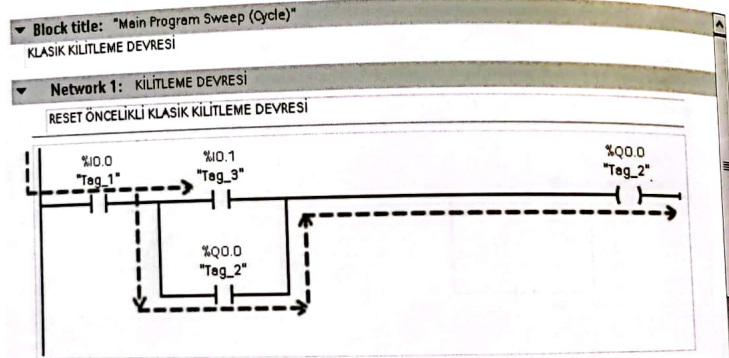 Block title: "Main Program Sweep (Cycle)"
KLASİK KİLİTLEME DEVRESİ
Network 1: KİLİTLEME DEVRESİ
RESET ÖNCELİKLİ KLASİK KİLİTLEME DEVRESİ
%I0.0 %I0.1 %Q0.0
"Tag_1" "Tag_3" "Tag_2"
%Q0.0
"Tag_2"